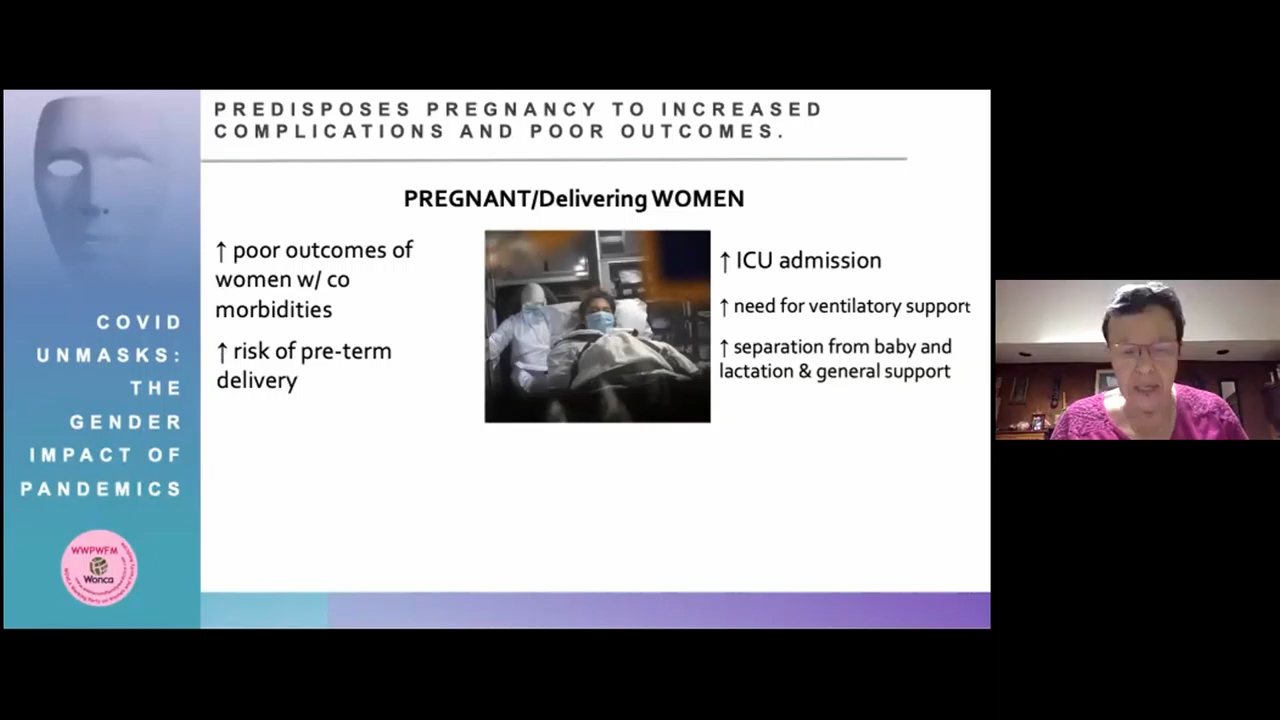 PREDISPOSES PREGNANCY TO INCREASED
COMPLICATIONS AND POOR OUTCOMES.
PREGNANT/Delivering WOMEN
↑ poor outcomes of
women w/ co
morbidities
↑ risk of pre-term
delivery
↑ ICU admission
↑ need for ventilatory support
↑ separation from baby and
lactation & general support
COVID
UNMASKS:
THE
GENDER
IMPACT OF
PANDEMICS
WWPWFM
Wonca